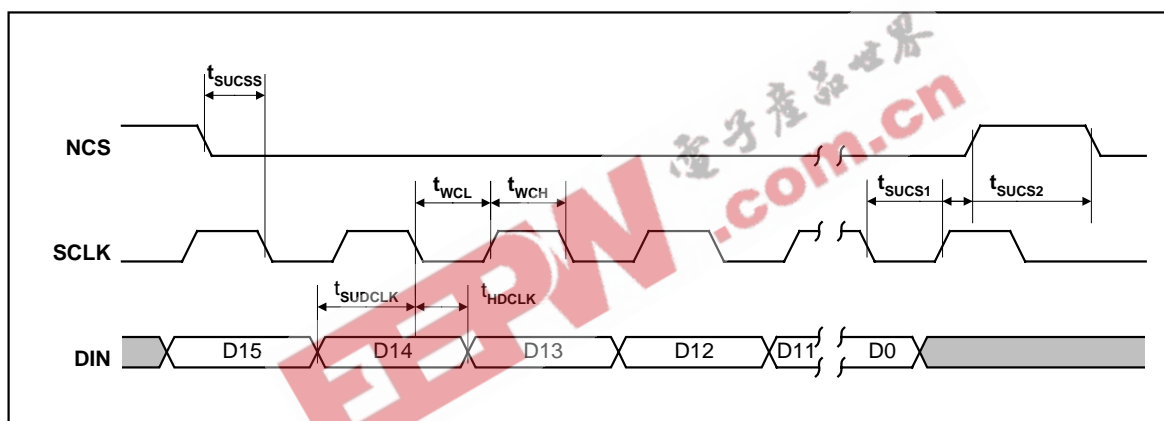 tSUCSS
NCS
tWCL tWCH tSUCS1 tSUCS2
SCLK
tSUDCLK tHDCLK
DIN D15 D14 D13 D12 D11 D0
EEPW .com.cn
電子產品世界